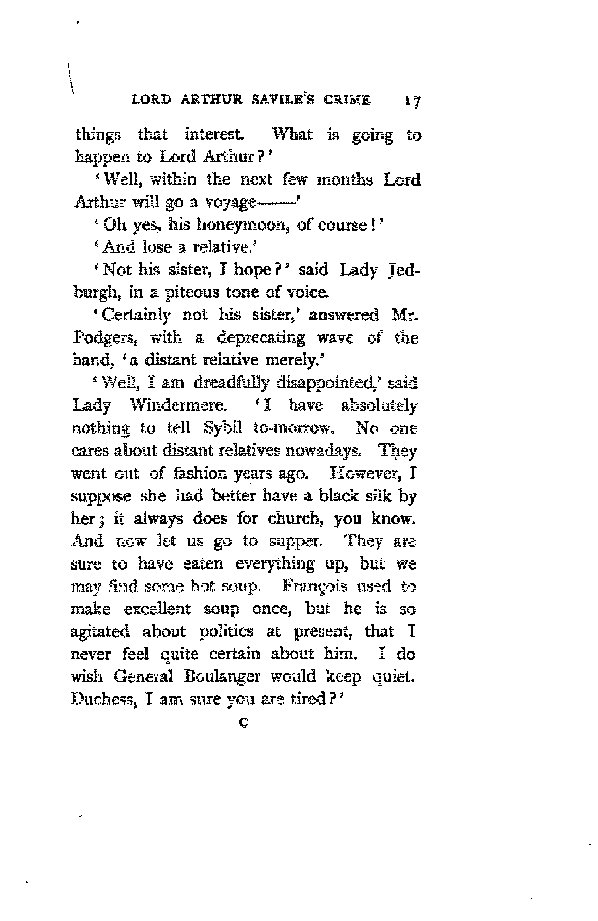 LORD ARTHUR SAVILE'S CRIME 17
things that interest. What is going to
happen to Lord Arthur?'
'Well, within the next few months Lord
Arthur will go a voyage——'
'Oh yes, his honeymoon, of course!'
'And lose a relative.'
'Not his sister, I hope?' said Lady Jed-
burgh, in a piteous tone of voice.
'Certainly not his sister,' answered Mr.
Podgers, with a deprecating wave of the
hand, 'a distant relative merely.'
'Well, I am dreadfully disappointed,' said
Lady Windermere. 'I have absolutely
nothing to tell Sybil to-morrow. No one
cares about distant relatives nowadays. They
went out of fashion years ago. However, I
suppose she had better have a black silk by
her; it always does for church, you know.
And now let us go to supper. They are
sure to have eaten everything up, but we
may find some hot soup. François used to
make excellent soup once, but he is so
agitated about politics at present, that I
never feel quite certain about him. I do
wish General Boulanger would keep quiet.
Duchess, I am sure you are tired?'
C